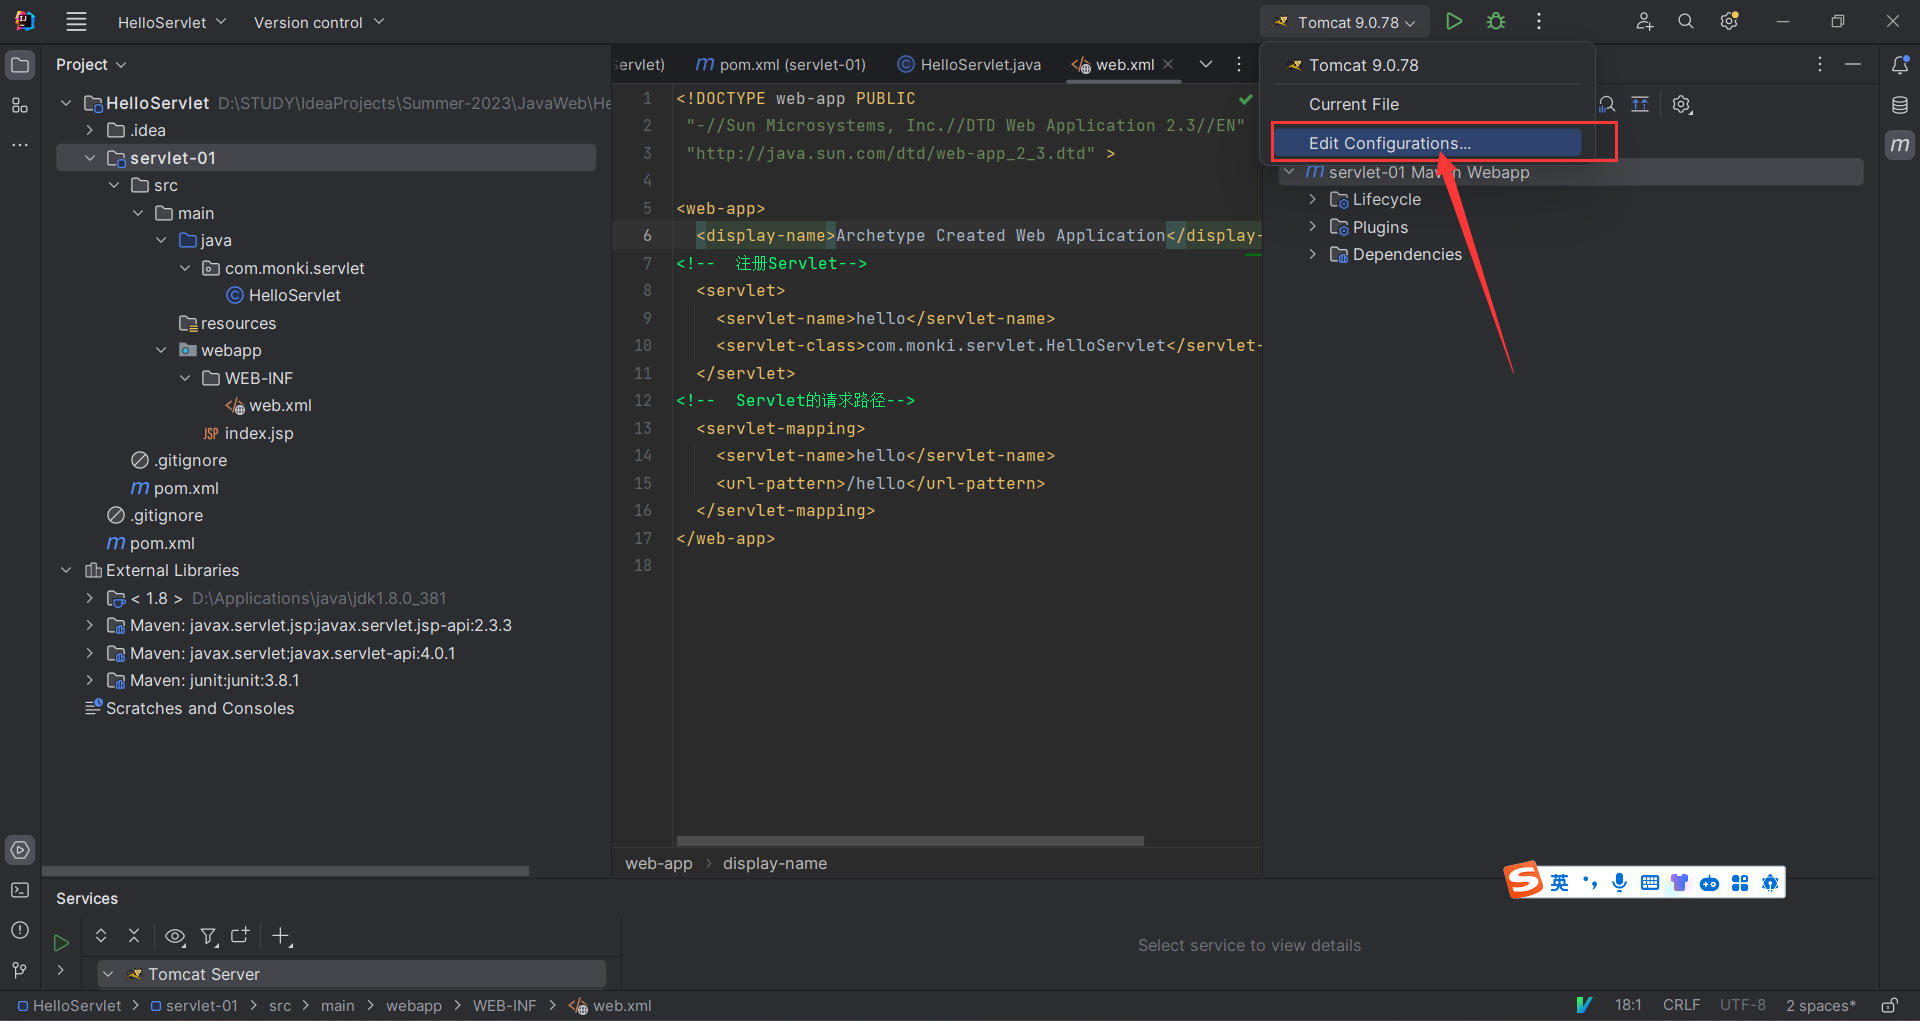 HelloServlet
Version control
Tomcat 9.0.78
Project
HelloServlet D:\STUDY\IdeaProjects\Summer-2023\JavaWeb\He
.idea
servlet-01
src
main
java
com.monki.servlet
HelloServlet
resources
webapp
WEB-INF
web.xml
JSP index.jsp
.gitignore
m pom.xml
.gitignore
m pom.xml
External Libraries
< 1.8 > D:\Applications\java\jdk1.8.0_381
Maven: javax.servlet.jsp:javax.servlet.jsp-api:2.3.3
Maven: javax.servlet:javax.servlet-api:4.0.1
Maven: junit:junit:3.8.1
Scratches and Consoles
ervlet)
m pom.xml (servlet-01)
HelloServlet.java
web.xml
1 <!DOCTYPE web-app PUBLIC
2 "-//Sun Microsystems, Inc.//DTD Web Application 2.3//EN"
3 "http://java.sun.com/dtd/web-app_2_3.dtd" >
4
5 <web-app>
6 <display-name>Archetype Created Web Application</display-
7 <!-- 注册Servlet-->
8 <servlet>
9 <servlet-name>hello</servlet-name>
10 <servlet-class>com.monki.servlet.HelloServlet</servlet-
11 </servlet>
12 <!-- Servlet的请求路径-->
13 <servlet-mapping>
14 <servlet-name>hello</servlet-name>
15 <url-pattern>/hello</url-pattern>
16 </servlet-mapping>
17 </web-app>
18
web-app > display-name
Tomcat 9.0.78
Current File
Edit Configurations...
m servlet-01 Maven Webapp
Lifecycle
Plugins
Dependencies
m
S 英
Services
Tomcat Server
Select service to view details
HelloServlet > servlet-01 > src > main > webapp > WEB-INF > web.xml
18:1 CRLF UTF-8 2 spaces*